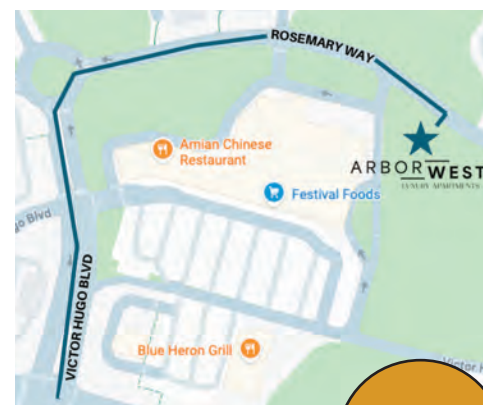 ROSEMARY WAY
Amian Chinese
Restaurant
ARBOR WEST
LUXURY APARTMENTS
Festival Foods
go Blvd
VICTOR HUGO BLVD
Blue Heron Grill
Victor H